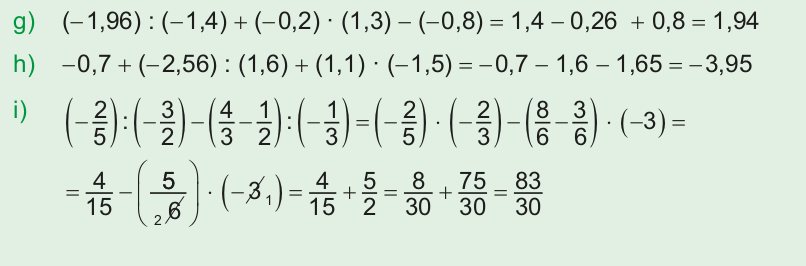 g) (−1,96) : (−1,4) + (−0,2) · (1,3) − (−0,8) = 1,4 − 0,26 + 0,8 = 1,94
h) −0,7 + (−2,56) : (1,6) + (1,1) · (−1,5) = −0,7 − 1,6 − 1,65 = −3,95
i) (−2/5) : (−3/2) − (4/3 − 1/2) : (−1/3) = (−2/5) · (−2/3) − (8/6 − 3/6) · (−3) =
= 4/15 − (5/2 6) · (−3 1) = 4/15 + 5/2 = 8/30 + 75/30 = 83/30